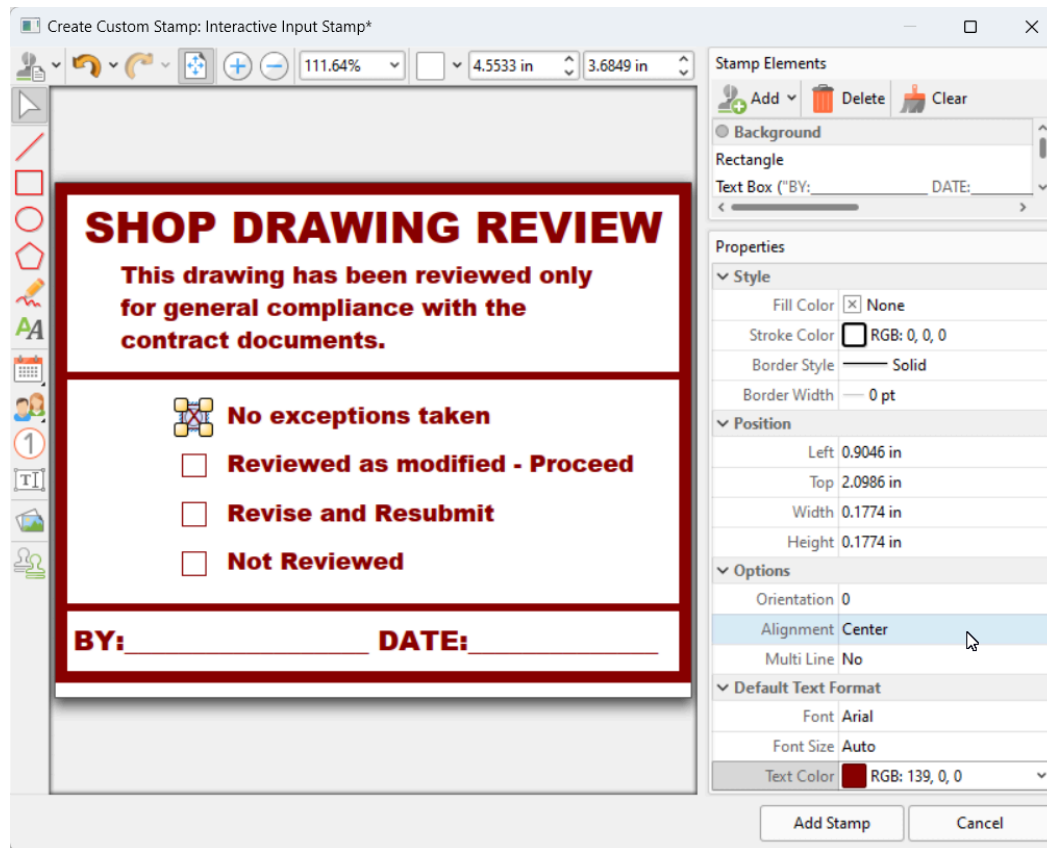 Create Custom Stamp: Interactive Input Stamp*
111.64%
4.5533 in
3.6849 in
Stamp Elements
Add
Delete
Clear
Background
Rectangle
Text Box ("BY:_________________ DATE:_________
Properties
Style
Fill Color None
Stroke Color RGB: 0, 0, 0
Border Style Solid
Border Width 0 pt
Position
Left 0.9046 in
Top 2.0986 in
Width 0.1774 in
Height 0.1774 in
Options
Orientation 0
Alignment Center
Multi Line No
Default Text Format
Font Arial
Font Size Auto
Text Color RGB: 139, 0, 0
AA
1
TI
SHOP DRAWING REVIEW
This drawing has been reviewed only
for general compliance with the
contract documents.
No exceptions taken
Reviewed as modified - Proceed
Revise and Resubmit
Not Reviewed
BY:__________________ DATE:______________
Add Stamp
Cancel